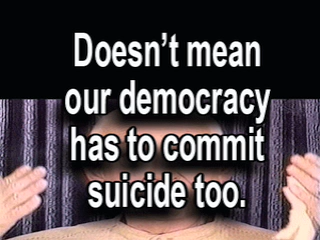 Doesn't mean
our democracy
has to commit
suicide too.